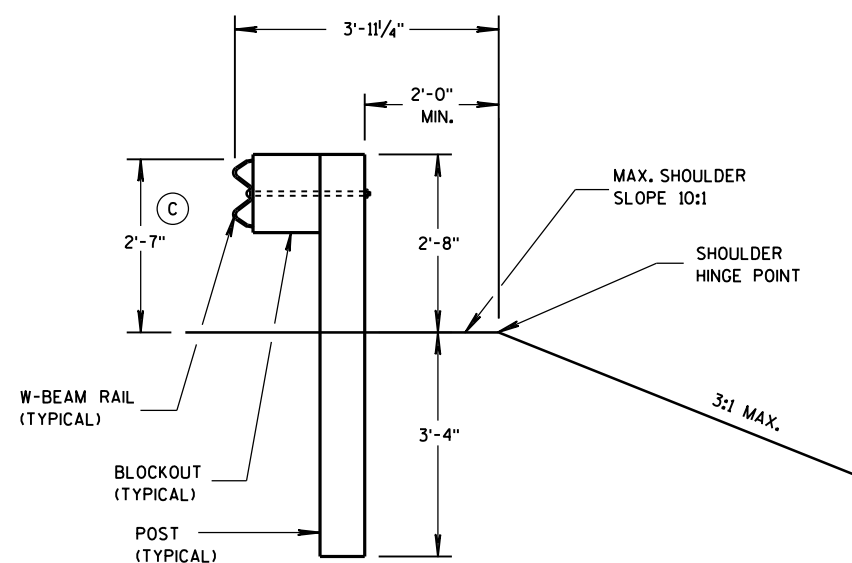 3'-11 1/4"
2'-0"
MIN.
MAX. SHOULDER
SLOPE 10:1
C
2'-7"
2'-8"
SHOULDER
HINGE POINT
W-BEAM RAIL
(TYPICAL)
3:1 MAX.
3'-4"
BLOCKOUT
(TYPICAL)
POST
(TYPICAL)